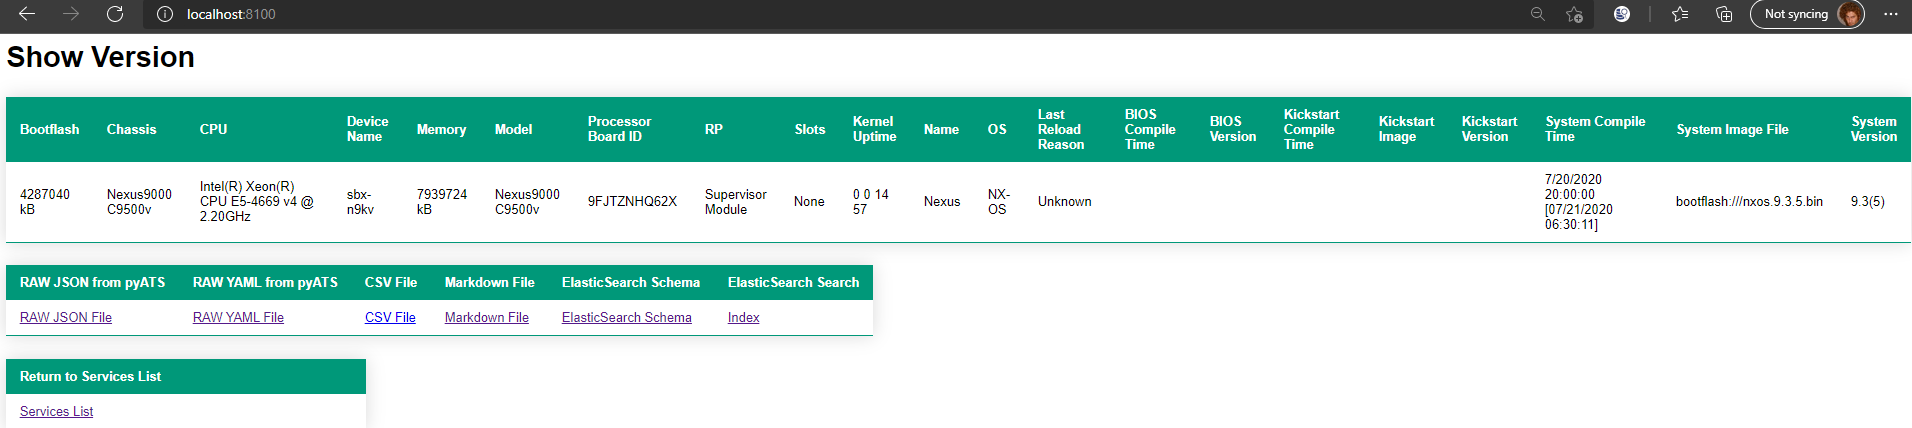 localhost:8100
Not syncing
Show Version
Bootflash Chassis CPU Device Name Memory Model Processor Board ID RP Slots Kernel Uptime Name OS Last Reload Reason BIOS Compile Time BIOS Version Kickstart Compile Time Kickstart Image Kickstart Version System Compile Time System Image File System Version
4287040 kB Nexus9000 C9500v Intel(R) Xeon(R) CPU E5-4669 v4 @ 2.20GHz sbx-n9kv 7939724 kB Nexus9000 C9500v 9FJTZNHQ62X Supervisor Module None 0 0 14 57 Nexus NX-OS Unknown 7/20/2020 20:00:00 [07/21/2020 06:30:11] bootflash:///nxos.9.3.5.bin 9.3(5)
RAW JSON from pyATS RAW YAML from pyATS CSV File Markdown File ElasticSearch Schema ElasticSearch Search
RAW JSON File RAW YAML File CSV File Markdown File ElasticSearch Schema Index
Return to Services List
Services List